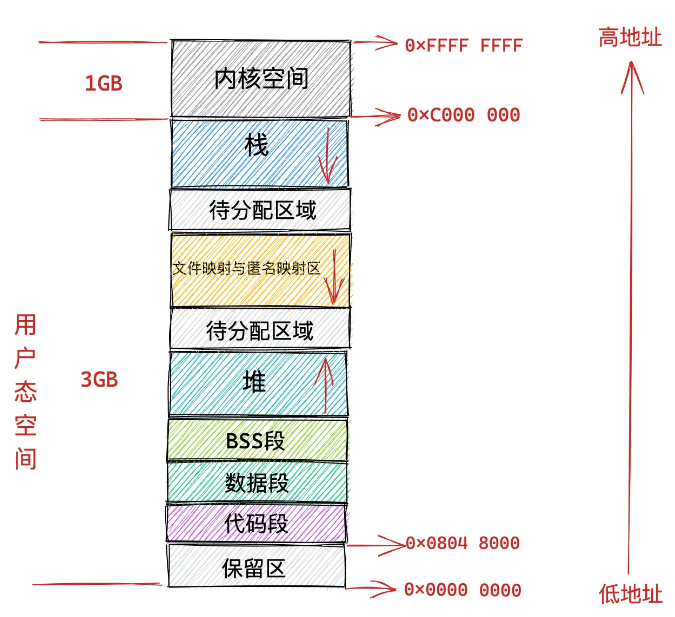 高地址
0×FFFF FFFF
内核空间
1GB
0×C000 000
栈
待分配区域
文件映射与匿名映射区
待分配区域
用户态空间
3GB
堆
BSS段
数据段
代码段
0×0804 8000
保留区
0×0000 0000
低地址